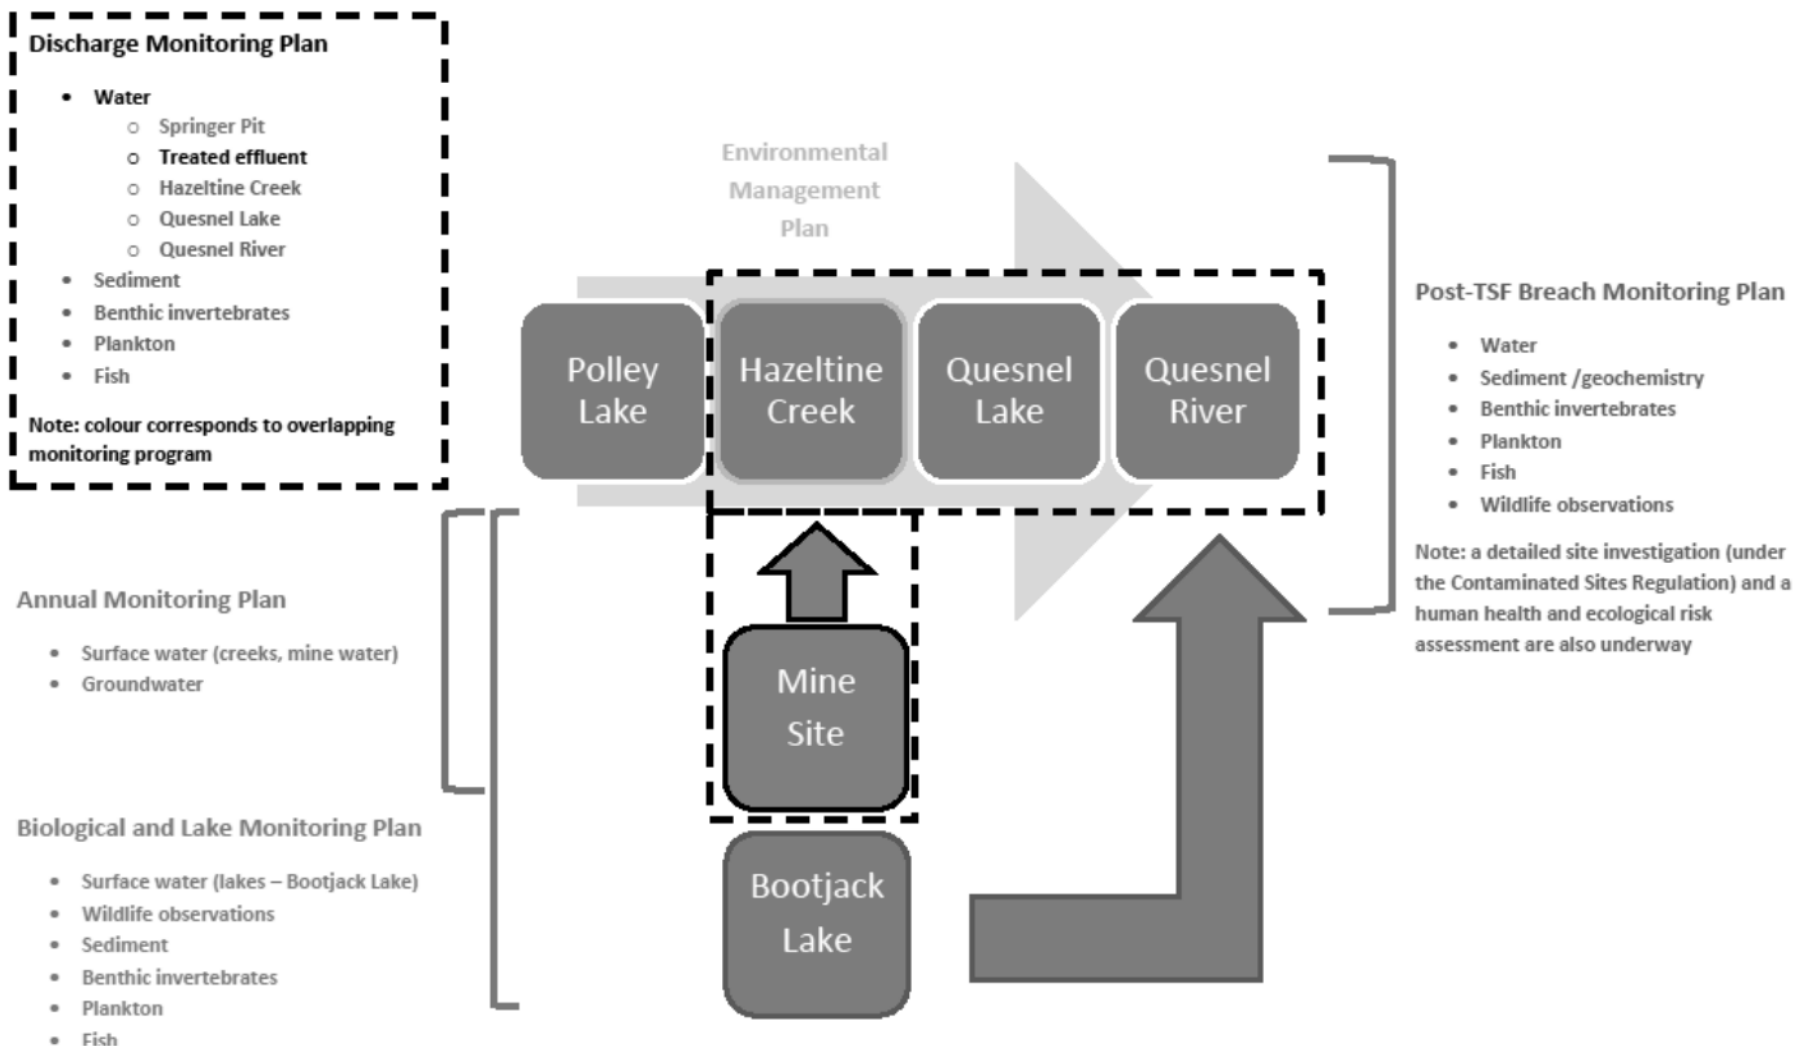 Discharge Monitoring Plan
• Water
○ Springer Pit
○ Treated effluent
○ Hazeltine Creek
○ Quesnel Lake
○ Quesnel River
• Sediment
• Benthic invertebrates
• Plankton
• Fish
Note: colour corresponds to overlapping
monitoring program
Environmental
Management
Plan
Polley
Lake
Hazeltine
Creek
Quesnel
Lake
Quesnel
River
Mine
Site
Bootjack
Lake
Annual Monitoring Plan
• Surface water (creeks, mine water)
• Groundwater
Biological and Lake Monitoring Plan
• Surface water (lakes – Bootjack Lake)
• Wildlife observations
• Sediment
• Benthic invertebrates
• Plankton
• Fish
Post-TSF Breach Monitoring Plan
• Water
• Sediment /geochemistry
• Benthic invertebrates
• Plankton
• Fish
• Wildlife observations
Note: a detailed site investigation (under
the Contaminated Sites Regulation) and a
human health and ecological risk
assessment are also underway